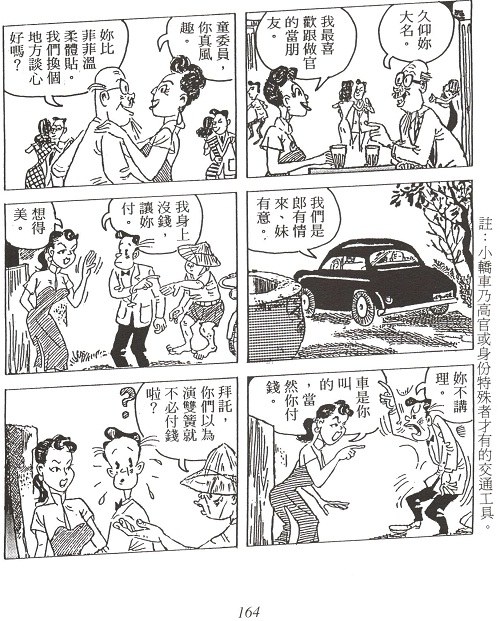 久仰妳
大名。
我最喜
歡跟做官
的當朋
友。
童委員,
你真風
趣。
妳比
菲菲溫
柔體貼。
我們換個
地方談心
好嗎?
我們是
郎有情
來、妹
有意。
我身上
沒錢,
讓妳
付。
想得
美。
妳不講
理。
車是你
叫的
,當
然你付
錢。
拜託,
你們以為
演雙簧就
不必付錢
啦?
?
註:小轎車乃高官或身份特殊者才有的交通工具。
164